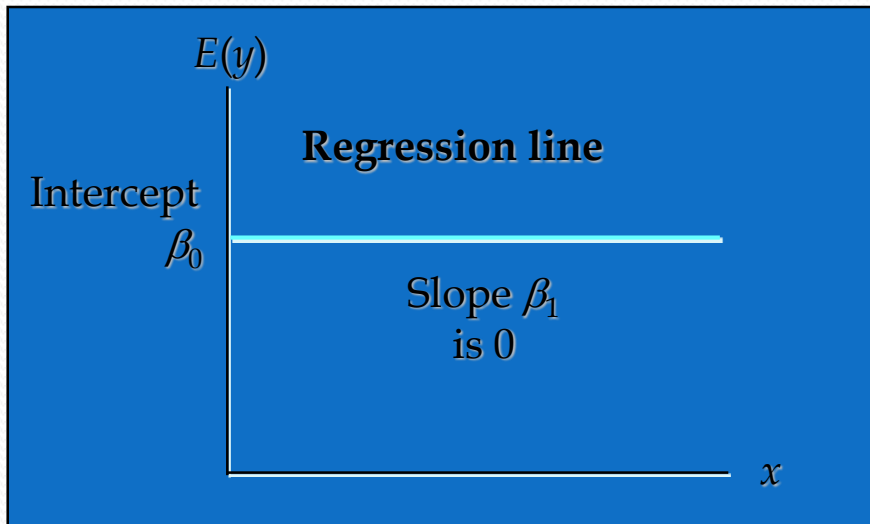 E(y)
Regression line
Intercept
β₀
Slope β₁
is 0
x